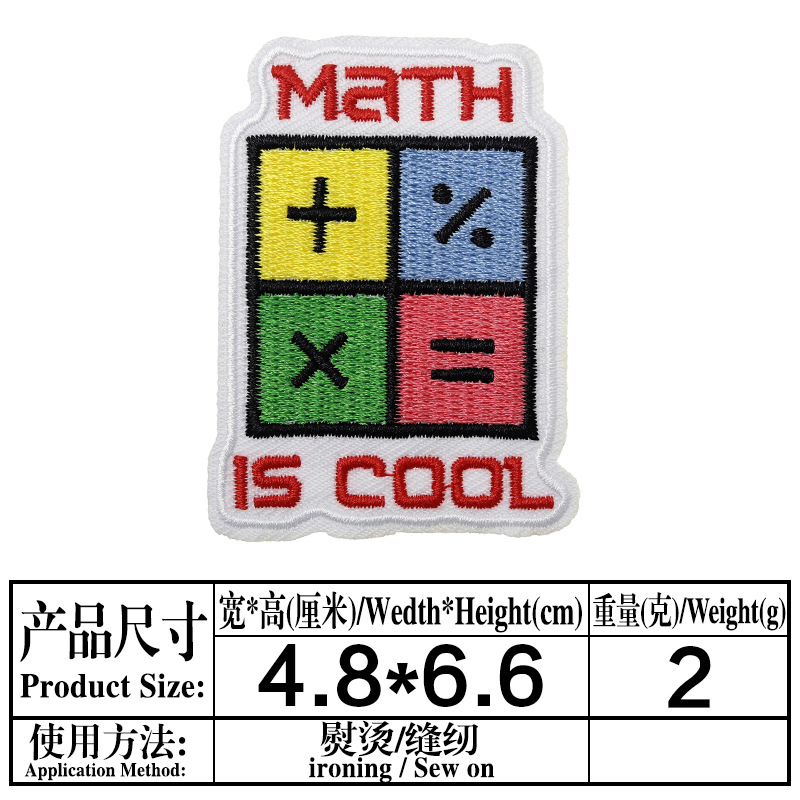 MaTH
+ %
× =
IS COOL
产品尺寸
Product Size:
宽*高(厘米)/Wedth*Height(cm)
重量(克)/Weight(g)
4.8*6.6
2
使用方法:
Application Method:
熨烫/缝纫
ironing / Sew on